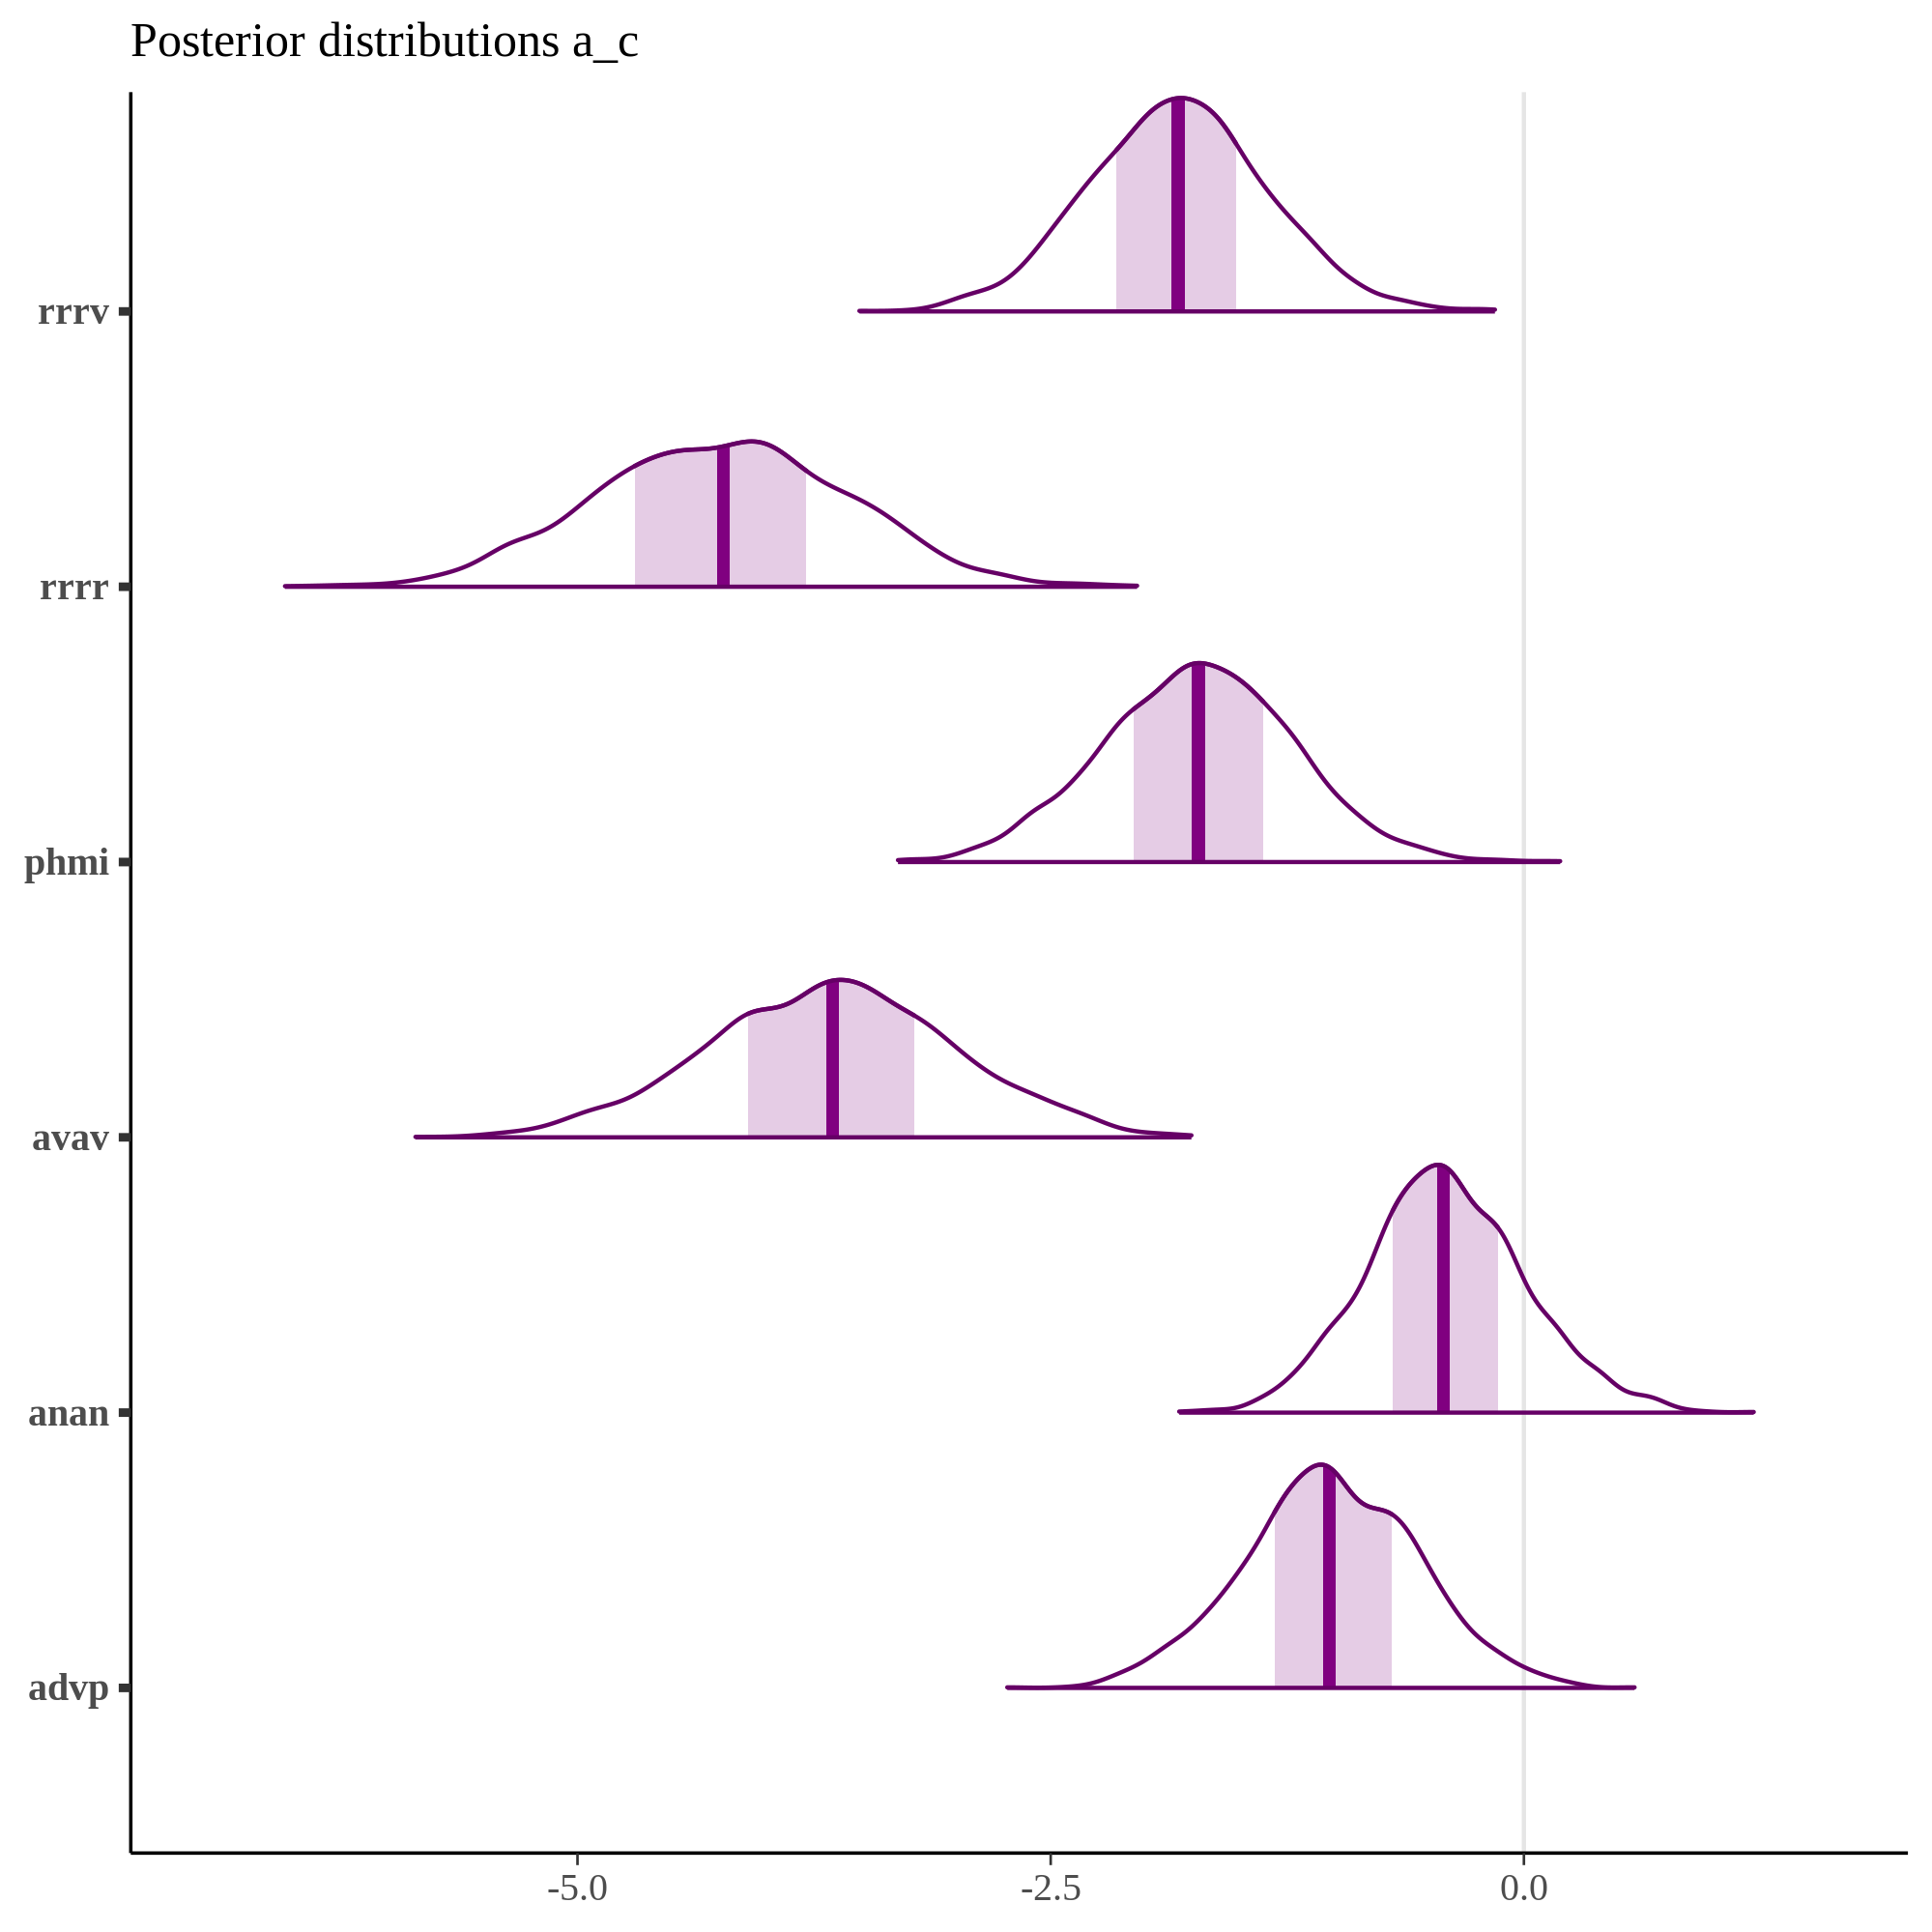 Posterior distributions a_c
rrrv
rrrr
phmi
avav
anan
advp
-5.0 -2.5 0.0